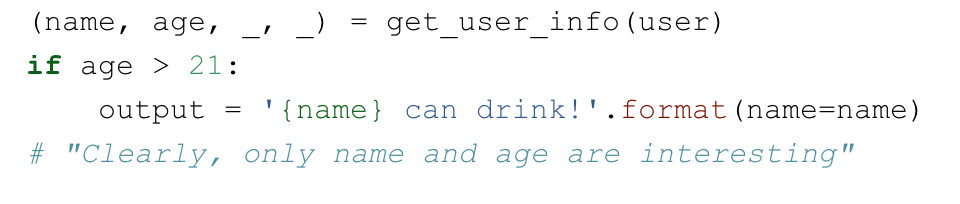 (name, age, _, _) = get_user_info(user)
if age > 21:
    output = '{name} can drink!'.format(name=name)
# "Clearly, only name and age are interesting"